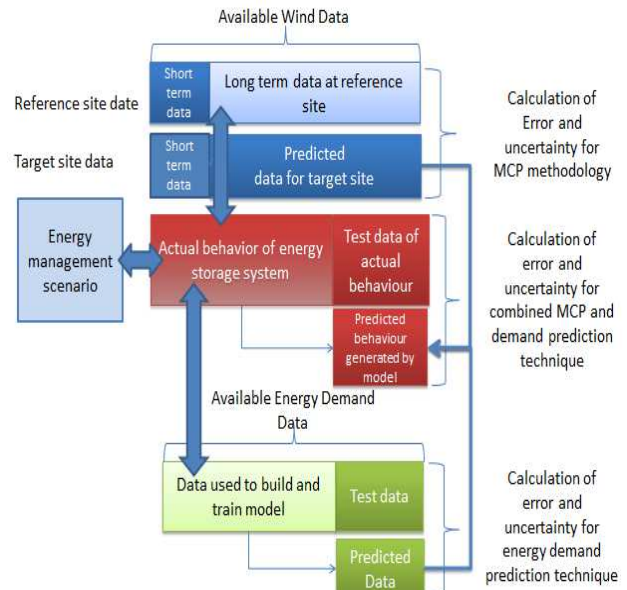 Available Wind Data
Reference site date
Short
term
data
Long term data at reference
site
Calculation of
Error and
uncertainty for
MCP methodology
Target site data
Short
term
data
Predicted
data for target site
Energy
management
scenario
Actual behavior of energy
storage system
Test data of
actual
behaviour
Calculation of
error and
uncertainty for
combined MCP and
demand prediction
technique
Predicted
behaviour
generated by
model
Available Energy Demand
Data
Data used to build and
train model
Test data
Calculation of
error and
uncertainty for
energy demand
prediction technique
Predicted
Data